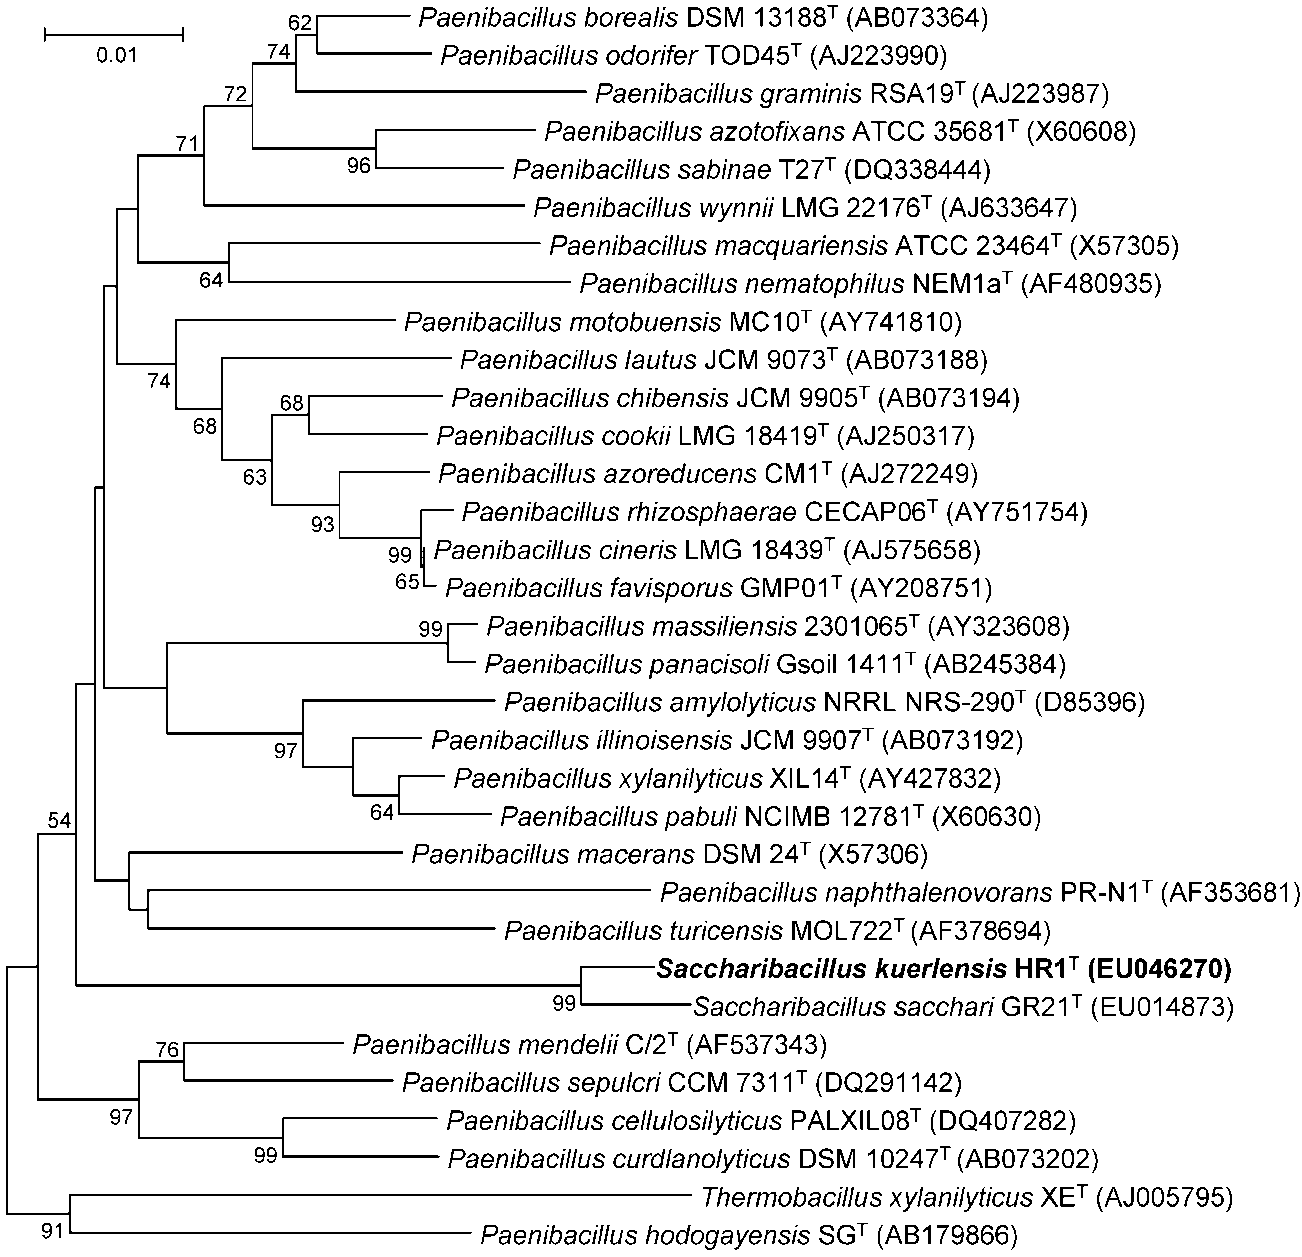 62 Paenibacillus borealis DSM 13188ᵀ (AB073364)
0.01
74 Paenibacillus odorifer TOD45ᵀ (AJ223990)
72 Paenibacillus graminis RSA19ᵀ (AJ223987)
71 Paenibacillus azotofixans ATCC 35681ᵀ (X60608)
96 Paenibacillus sabinae T27ᵀ (DQ338444)
Paenibacillus wynnii LMG 22176ᵀ (AJ633647)
Paenibacillus macquariensis ATCC 23464ᵀ (X57305)
64 Paenibacillus nematophilus NEM1aᵀ (AF480935)
Paenibacillus motobuensis MC10ᵀ (AY741810)
Paenibacillus lautus JCM 9073ᵀ (AB073188)
74
68 Paenibacillus chibensis JCM 9905ᵀ (AB073194)
68 Paenibacillus cookii LMG 18419ᵀ (AJ250317)
63 Paenibacillus azoreducens CM1ᵀ (AJ272249)
93 Paenibacillus rhizosphaerae CECAP06ᵀ (AY751754)
99 Paenibacillus cineris LMG 18439ᵀ (AJ575658)
65 Paenibacillus favisporus GMP01ᵀ (AY208751)
99 Paenibacillus massiliensis 2301065ᵀ (AY323608)
Paenibacillus panacisoli Gsoil 1411ᵀ (AB245384)
Paenibacillus amylolyticus NRRL NRS-290ᵀ (D85396)
97 Paenibacillus illinoisensis JCM 9907ᵀ (AB073192)
Paenibacillus xylanilyticus XIL14ᵀ (AY427832)
64 Paenibacillus pabuli NCIMB 12781ᵀ (X60630)
54
Paenibacillus macerans DSM 24ᵀ (X57306)
Paenibacillus naphthalenovorans PR-N1ᵀ (AF353681)
Paenibacillus turicensis MOL722ᵀ (AF378694)
Saccharibacillus kuerlensis HR1ᵀ (EU046270)
99 Saccharibacillus sacchari GR21ᵀ (EU014873)
76 Paenibacillus mendelii C/2ᵀ (AF537343)
Paenibacillus sepulcri CCM 7311ᵀ (DQ291142)
97 Paenibacillus cellulosilyticus PALXIL08ᵀ (DQ407282)
99 Paenibacillus curdlanolyticus DSM 10247ᵀ (AB073202)
Thermobacillus xylanilyticus XEᵀ (AJ005795)
91 Paenibacillus hodogayensis SGᵀ (AB179866)